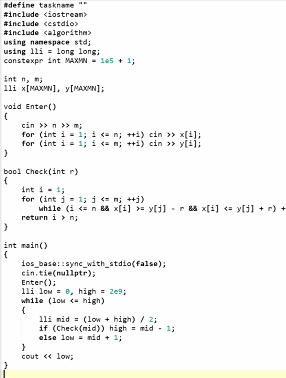 #define taskname ""
#include <iostream>
#include <cstdio>
#include <algorithm>
using namespace std;
using lli = long long;
constexpr int MAXMN = 1e5 + 1;
int n, m;
lli x[MAXMN], y[MAXMN];
void Enter()
{
cin >> n >> m;
for (int i = 1; i <= n; ++i) cin >> x[i];
for (int i = 1; i <= m; ++i) cin >> y[i];
}
bool Check(int r)
{
int i = 1;
for (int j = 1; j <= m; ++j)
while (i <= n && x[i] >= y[j] - r && x[i] <= y[j] + r) +
return i > n;
}
int main()
{
ios_base::sync_with_stdio(false);
cin.tie(nullptr);
Enter();
lli low = 0, high = 2e9;
while (low <= high)
{
lli mid = (low + high) / 2;
if (Check(mid)) high = mid - 1;
else low = mid + 1;
}
cout << low;
}